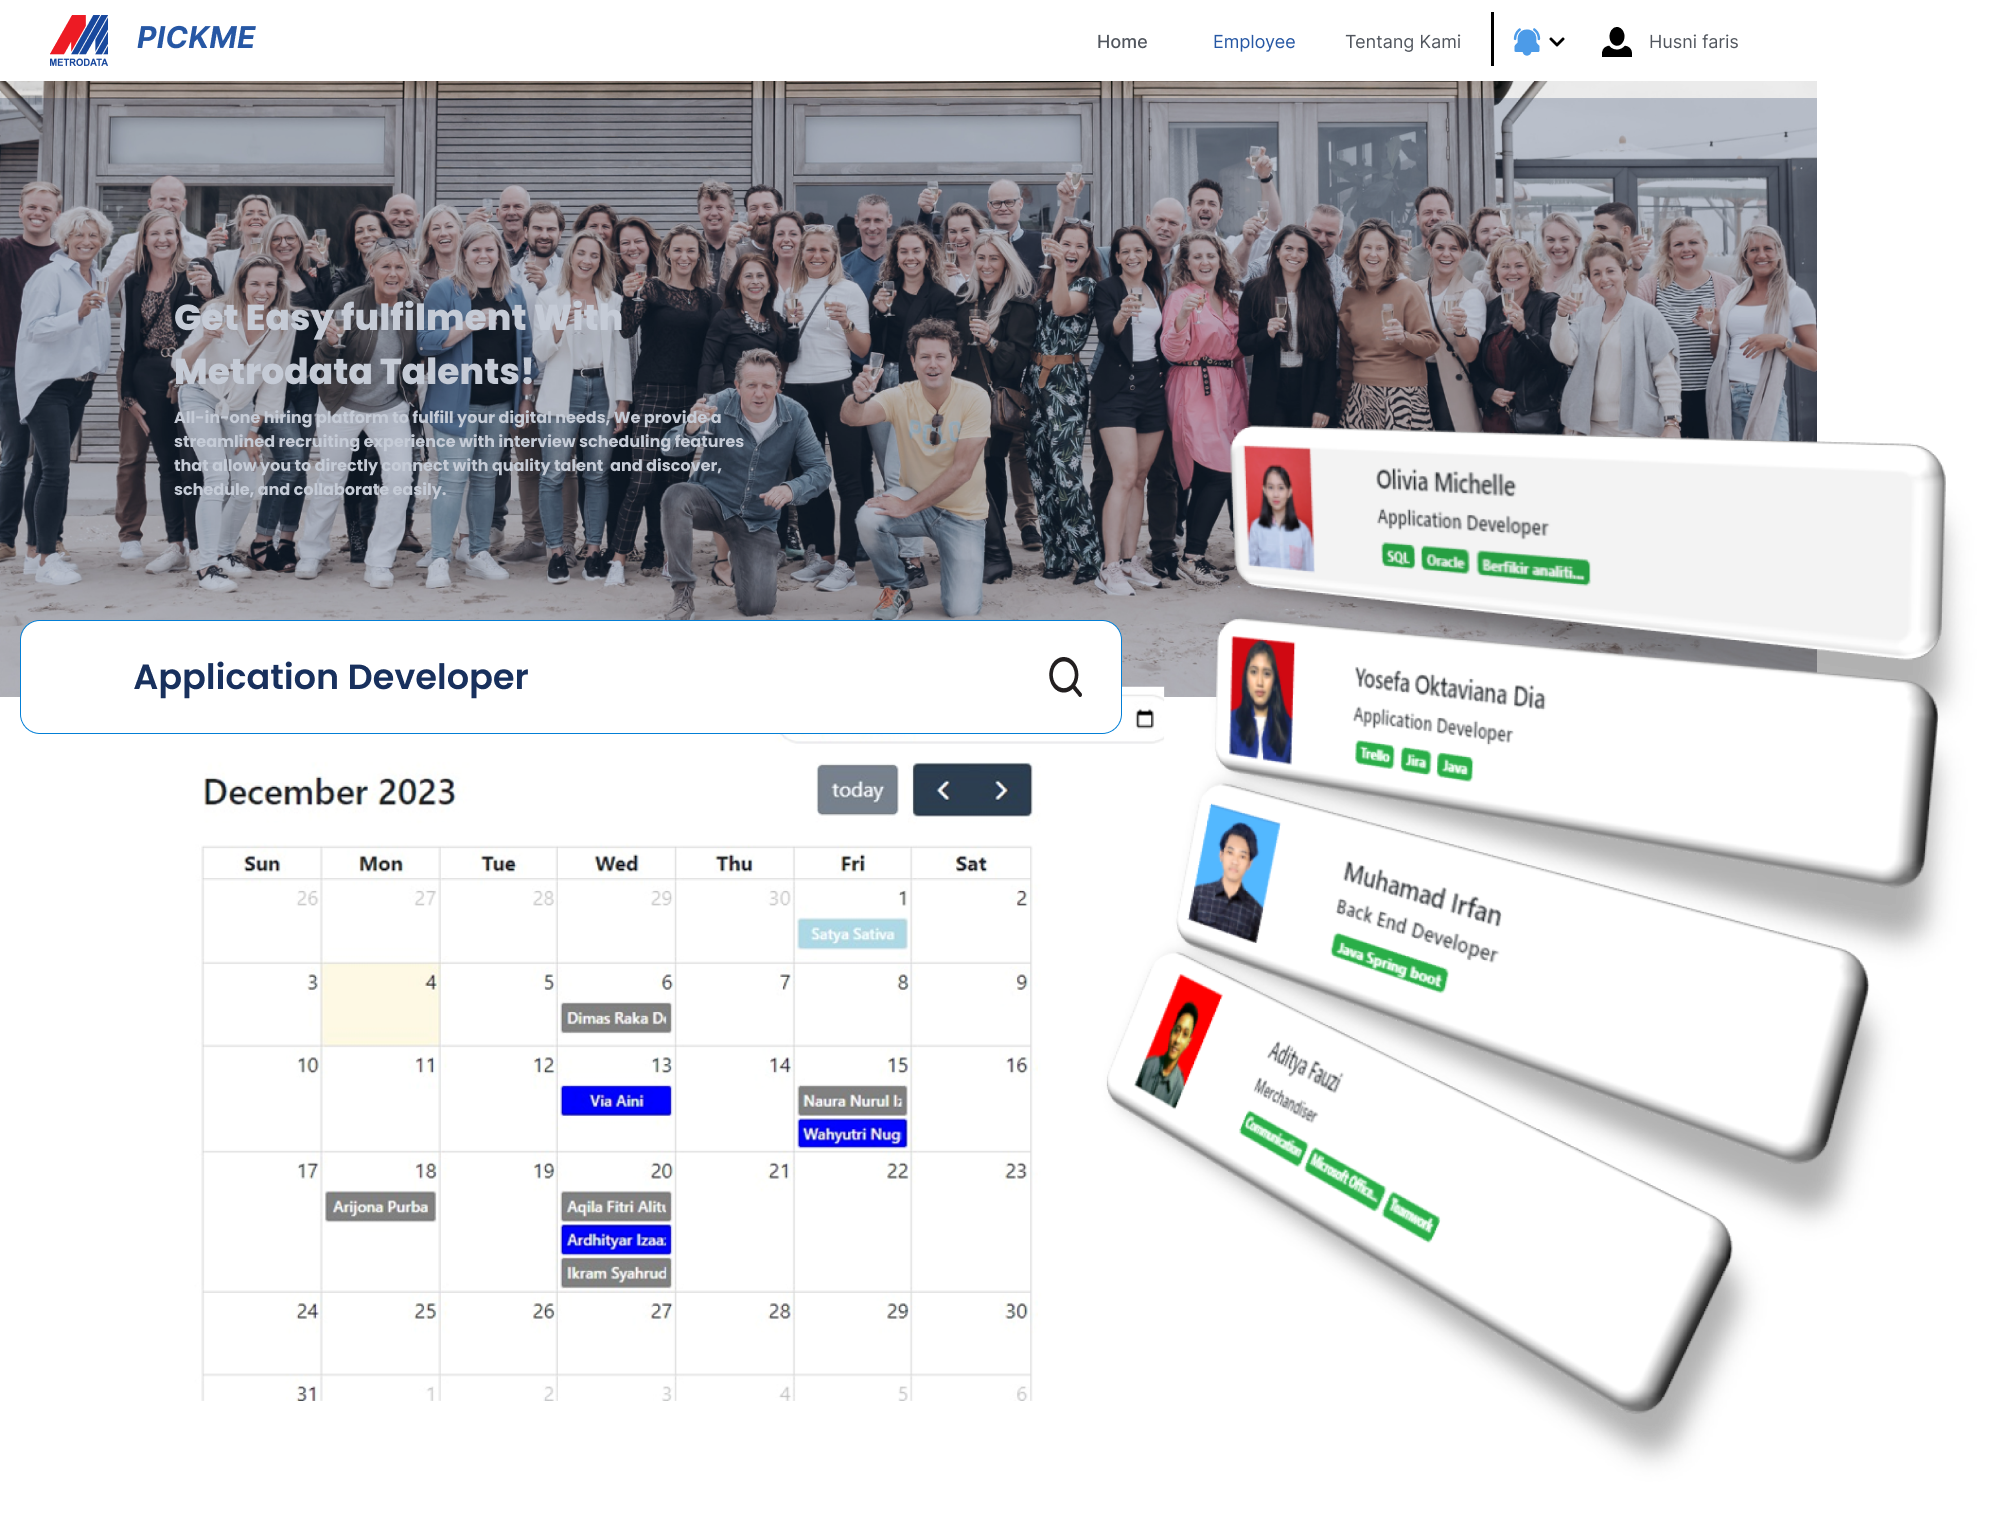 METRODATA
PICKME
Home
Employee
Tentang Kami
Husni faris
Get Easy fulfilment With
Metrodata Talents!
All-in-one hiring platform to fulfill your digital needs, We provide a
streamlined recruiting experience with interview scheduling features
that allow you to directly connect with quality talent and discover,
schedule, and collaborate easily.
Application Developer
Olivia Michelle
Application Developer
SQL Oracle Berfikir analiti...
Yosefa Oktaviana Dia
Application Developer
Trello Jira Java
Muhamad Irfan
Back End Developer
Java Spring boot
Aditya Fauzi
Merchandiser
Communication Microsoft Office... Teamwork
December 2023
today
Sun Mon Tue Wed Thu Fri Sat
26 27 28 29 30 1 2
Satya Sativa
3 4 5 6 7 8 9
Dimas Raka D
10 11 12 13 14 15 16
Via Aini
Naura Nurul
Wahyutri Nug
17 18 19 20 21 22 23
Arijona Purba
Aqila Fitri Alit
Ardhityar Izaa
Ikram Syahrud
24 25 26 27 28 29 30
31 1 2 3 4 5 6